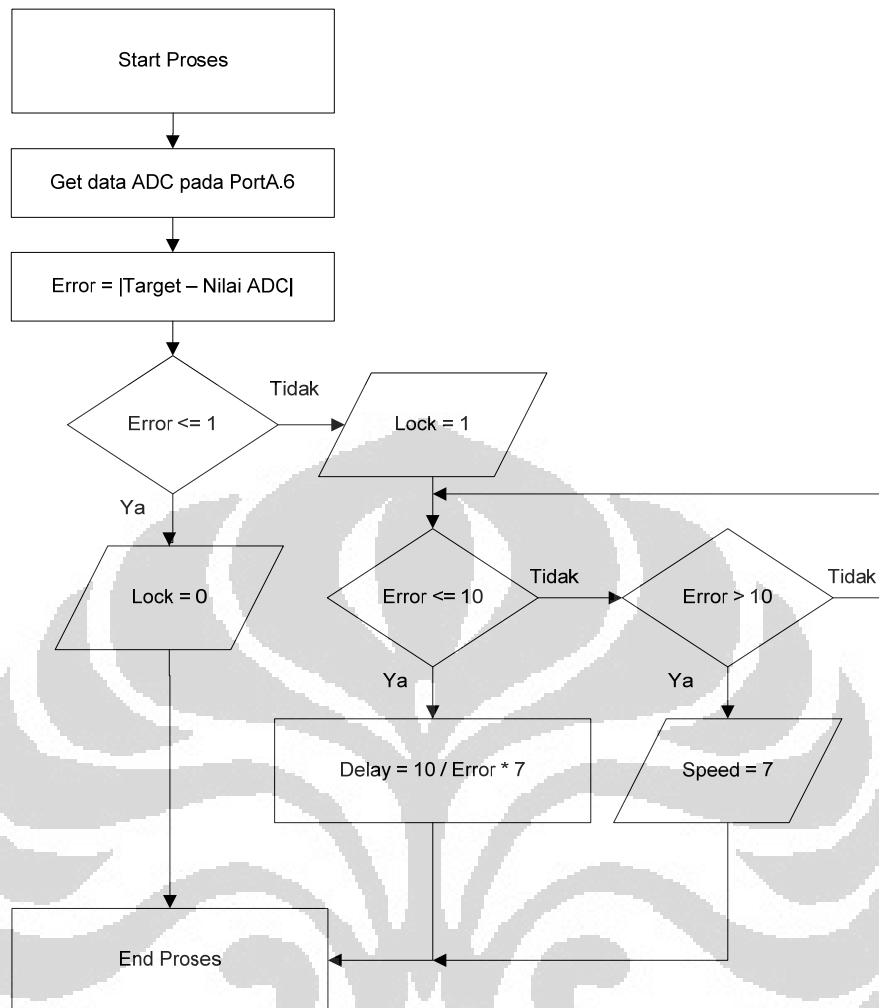 Start Proses
Get data ADC pada PortA.6
Error = |Target – Nilai ADC|
Error <= 1
Tidak
Lock = 1
Ya
Lock = 0
Error <= 10
Tidak
Error > 10
Tidak
Ya
Ya
Delay = 10 / Error * 7
Speed = 7
End Proses